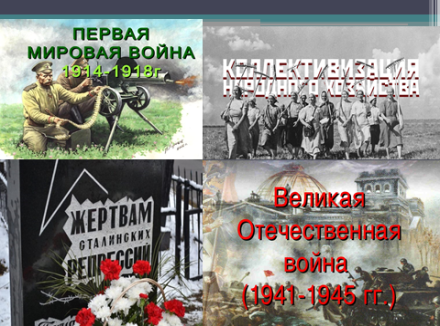 ПЕРВАЯ
МИРОВАЯ ВОЙНА
1914-1918г
КОЛЛЕКТИВИЗАЦИЯ
НАРОДНОГО ХОЗЯЙСТВА
ЖЕРТВАМ
СТАЛИНСКИХ
РЕПРЕССИЙ
Великая
Отечественная
война
(1941-1945 гг.)